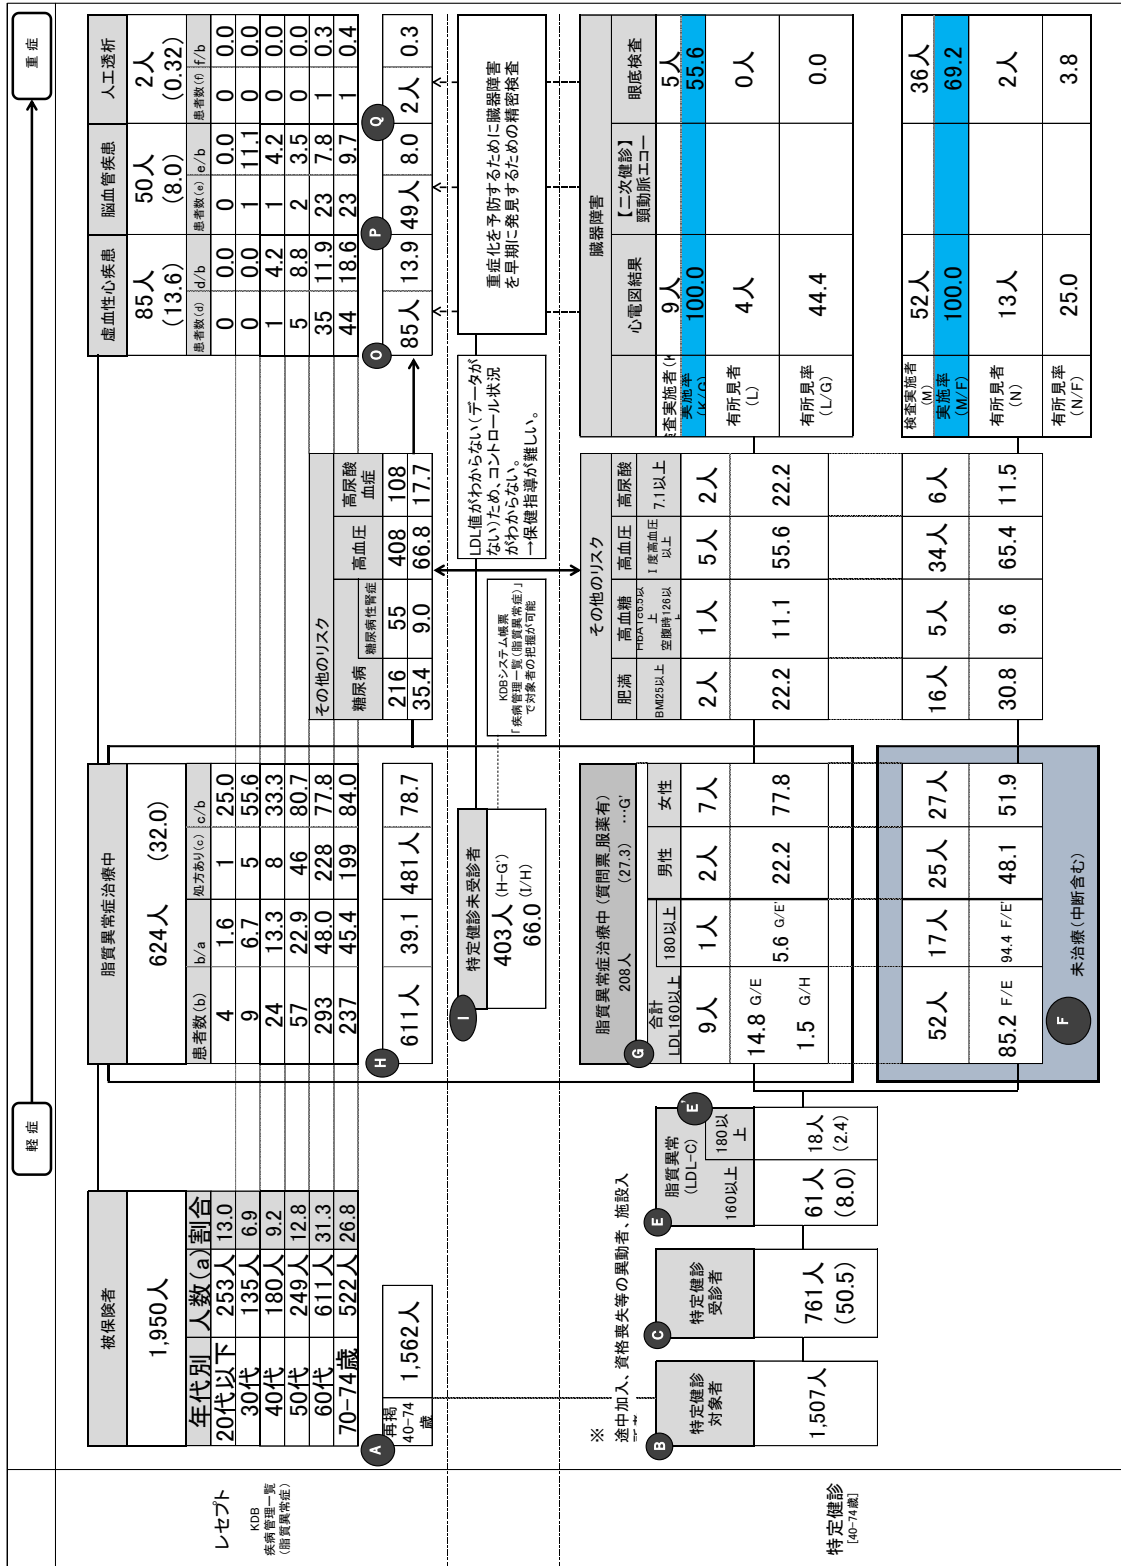 軽症
重症
レセプト
KDB
疾病管理一覧
(脂質異常症)
被保険者
1,950人
年代別 人数(a) 割合
20代以下 253人 13.0
30代 135人 6.9
40代 180人 9.2
50代 249人 12.8
60代 611人 31.3
70-74歳 522人 26.8
A
再掲
40-74
歳
1,562人
脂質異常症治療中
624人 (32.0)
患者数(b) b/a 処方あり(c) c/b
4 1.6 1 25.0
9 6.7 5 55.6
24 13.3 8 33.3
57 22.9 46 80.7
293 48.0 228 77.8
237 45.4 199 84.0
H
611人 39.1 481人 78.7
その他のリスク
糖尿病 糖尿病性腎症 高血圧 高尿酸
血症
216 55 408 108
35.4 9.0 66.8 17.7
虚血性心疾患 脳血管疾患 人工透析
85人 50人 2人
(13.6) (8.0) (0.32)
患者数(d) d/b 患者数(e) e/b 患者数(f) f/b
0 0.0 0 0.0 0 0.0
0 0.0 1 11.1 0 0.0
1 4.2 1 4.2 0 0.0
5 8.8 2 3.5 0 0.0
35 11.9 23 7.8 1 0.3
44 18.6 23 9.7 1 0.4
O P Q
85人 13.9 49人 8.0 2人 0.3
I
特定健診未受診者
403人 (H-G')
66.0 (I/H)
KDBシステム帳票
「疾病管理一覧(脂質異常症)」
で対象者の把握が可能
LDL値がわからない(データが
ない)ため、コントロール状況
がわからない。
→保健指導が難しい。
重症化を予防するために臓器障害
を早期に発見するための精密検査
特定健診
[40-74歳]
※
途中加入、資格喪失等の異動者、施設入
B
特定健診
対象者
1,507人
C
特定健診
受診者
761人
(50.5)
E
脂質異常
(LDL-C)
E'
160以上 180以
上
61人 18人
(8.0) (2.4)
脂質異常症治療中(質問票_服薬有)
208人 (27.3) …G'
G
合計
LDL160以上 180以上 男性 女性
9人 1人 2人 7人
14.8 G/E 5.6 G/E' 22.2 77.8
1.5 G/H
52人 17人 25人 27人
85.2 F/E 94.4 F/E' 48.1 51.9
F
未治療(中断含む)
その他のリスク
肥満 高血糖 高血圧 高尿酸
BMI25以上 HBA1c6.5以
上
空腹時126以
上 Ⅰ度高血圧
以上 7.1以上
2人 1人 5人 2人
22.2 11.1 55.6 22.2
16人 5人 34人 6人
30.8 9.6 65.4 11.5
臓器障害
心電図結果 【二次健診】
頸動脈エコー 眼底検査
9人 5人
実施率
(K/G) 100.0 55.6
有所見者
(L) 4人 0人
有所見率
(L/G) 44.4 0.0
検査実施者
(M) 52人 36人
実施率
(M/F) 100.0 69.2
有所見者
(N) 13人 2人
有所見率
(N/F) 25.0 3.8